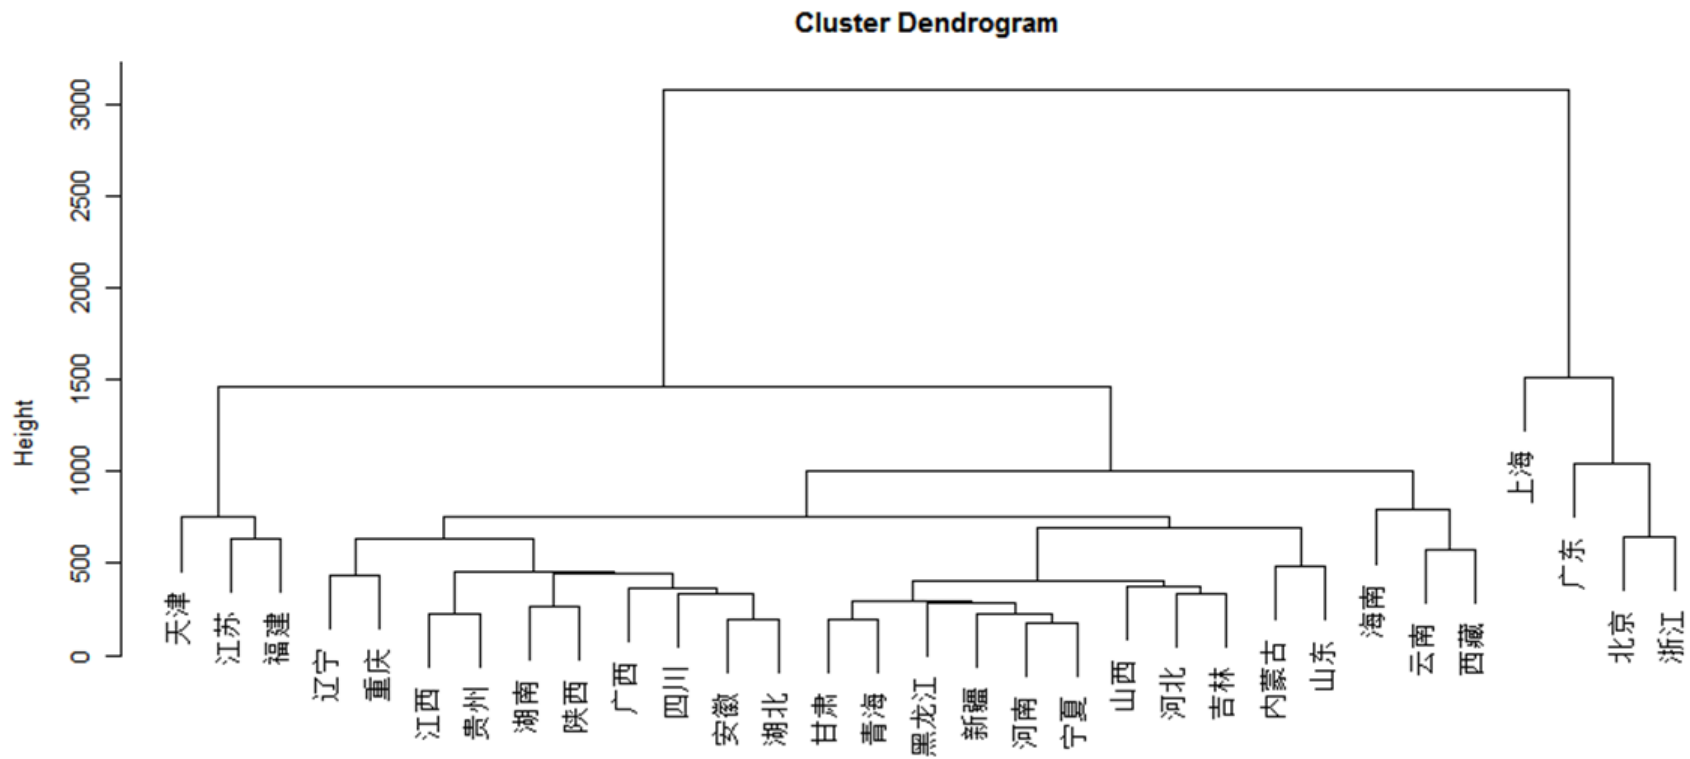 Cluster Dendrogram
Height
3000
2500
2000
1500
1000
500
0
天津
江苏
福建
辽宁
重庆
江西
贵州
湖南
陕西
广西
四川
安徽
湖北
甘肃
青海
黑龙江
新疆
河南
宁夏
山西
河北
吉林
内蒙古
山东
海南
云南
西藏
上海
广东
北京
浙江